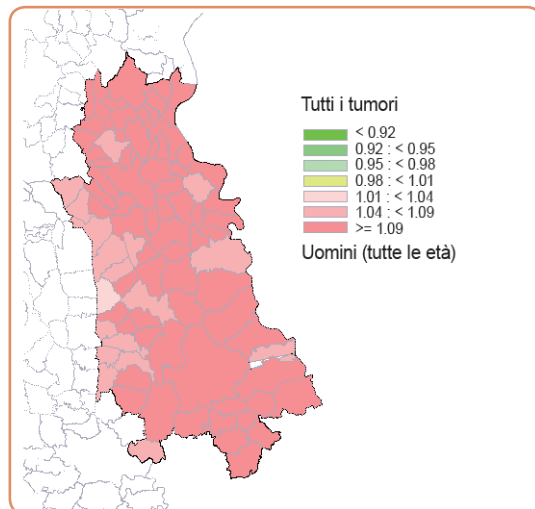 Tutti i tumori
< 0.92
0.92 : < 0.95
0.95 : < 0.98
0.98 : < 1.01
1.01 : < 1.04
1.04 : < 1.09
>= 1.09
Uomini (tutte le età)